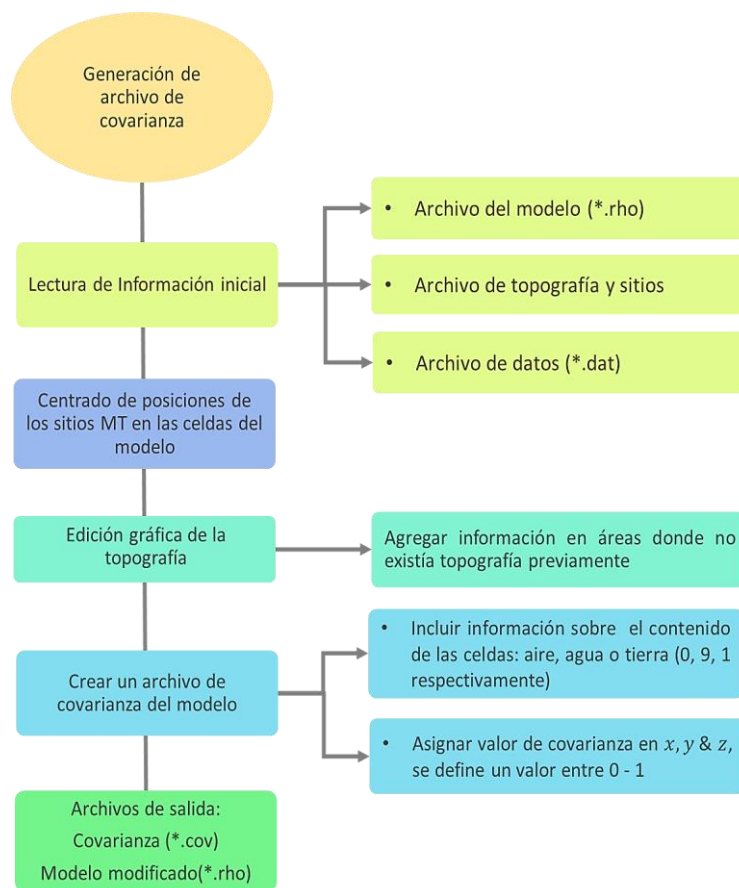 Generación de
archivo de
covarianza
Lectura de Información inicial
• Archivo del modelo (*.rho)
• Archivo de topografía y sitios
• Archivo de datos (*.dat)
Centrado de posiciones de
los sitios MT en las celdas del
modelo
Edición gráfica de la
topografía
Agregar información en áreas donde no
existía topografía previamente
Crear un archivo de
covarianza del modelo
• Incluir información sobre el contenido
de las celdas: aire, agua o tierra (0, 9, 1
respectivamente)
• Asignar valor de covarianza en x, y & z,
se define un valor entre 0 - 1
Archivos de salida:
Covarianza (*.cov)
Modelo modificado(*.rho)